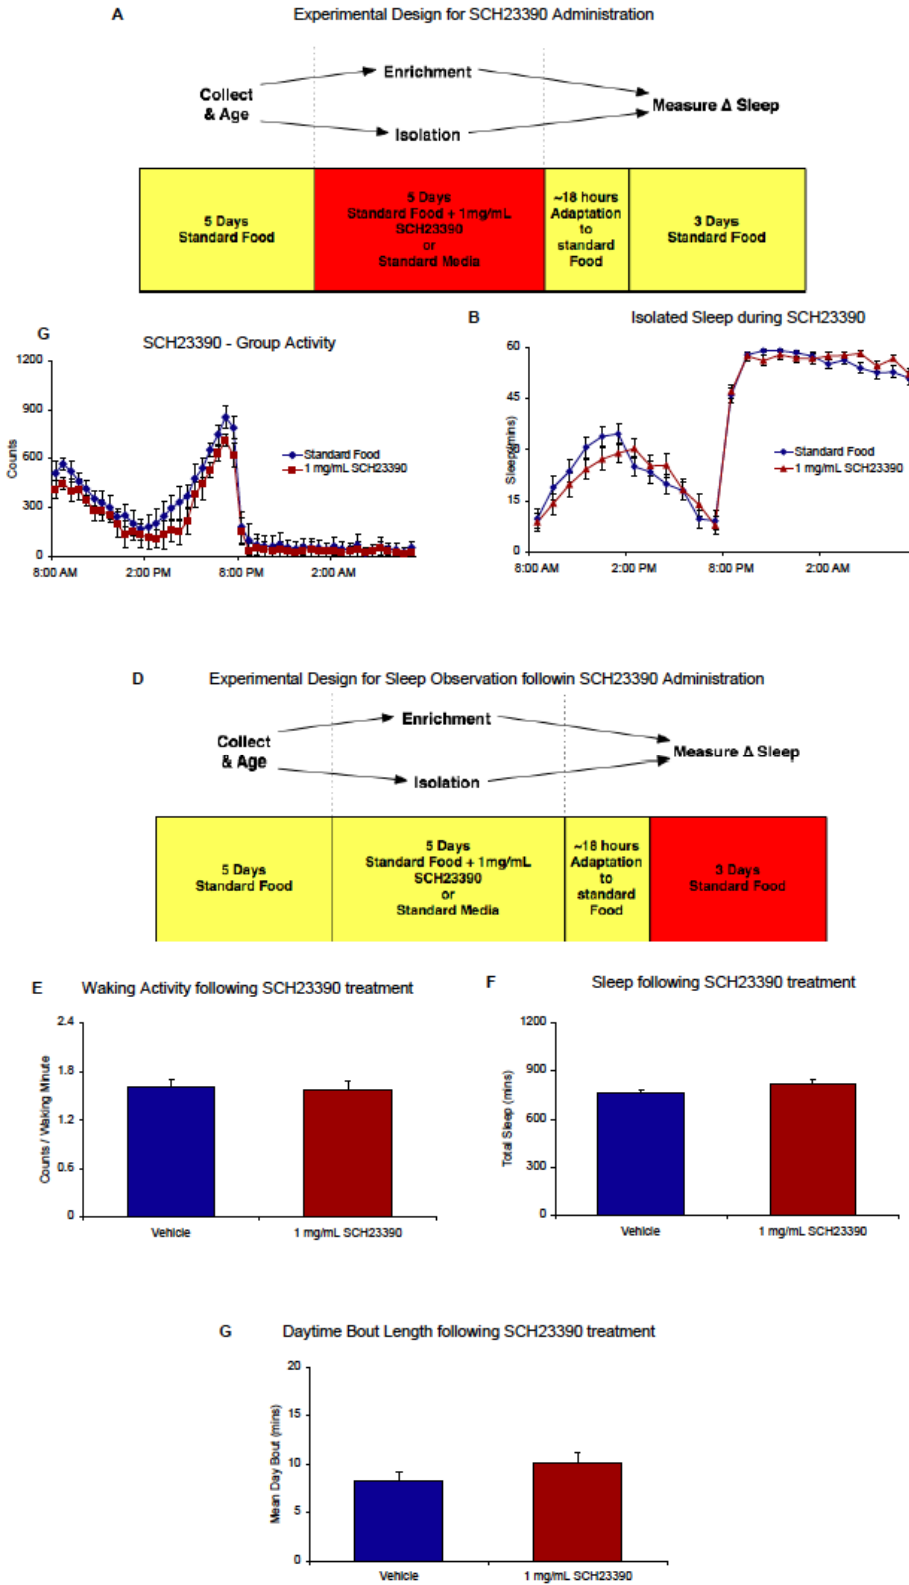 A
Experimental Design for SCH23390 Administration
Enrichment
Collect
& Age
Measure Δ Sleep
Isolation
5 Days
Standard Food
5 Days
Standard Food + 1mg/mL
SCH23390
or
Standard Media
~18 hours
Adaptation
to
standard
Food
3 Days
Standard Food
G
SCH23390 - Group Activity
1200
900
600
300
0
Counts
8:00 AM
2:00 PM
8:00 PM
2:00 AM
Standard Food
1 mg/mL SCH23390
B
Isolated Sleep during SCH23390
60
45
30
15
0
Sleep (mins)
8:00 AM
2:00 PM
8:00 PM
2:00 AM
Standard Food
1 mg/mL SCH23390
D
Experimental Design for Sleep Observation followin SCH23390 Administration
Enrichment
Collect
& Age
Measure Δ Sleep
Isolation
5 Days
Standard Food
5 Days
Standard Food + 1mg/mL
SCH23390
or
Standard Media
~18 hours
Adaptation
to
standard
Food
3 Days
Standard Food
E
Waking Activity following SCH23390 treatment
2.4
1.8
1.2
0.6
0
Counts / Waking Minute
Vehicle
1 mg/mL SCH23390
F
Sleep following SCH23390 treatment
1200
900
600
300
0
Total Sleep (mins)
Vehicle
1 mg/mL SCH23390
G
Daytime Bout Length following SCH23390 treatment
20
15
10
5
0
Mean Day Bout (mins)
Vehicle
1 mg/mL SCH23390